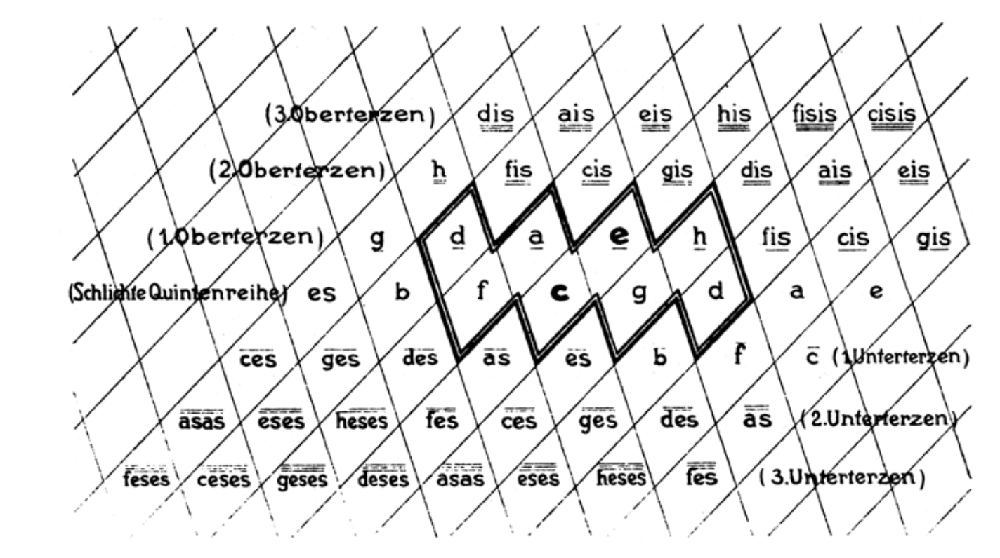 (3.Oberterzen) dis ais eis his fisis cisis
(2.Oberterzen) h fis cis gis dis ais eis
(1.Oberterzen) g d a e h fis cis gis
(Schlichte Quintenreihe) es b f c g d a e
ces ges des as es b f c (1.Unterterzen)
asas eses heses fes ces ges des as (2.Unterterzen)
feses ceses geses deses asas eses heses fes (3.Unterterzen)